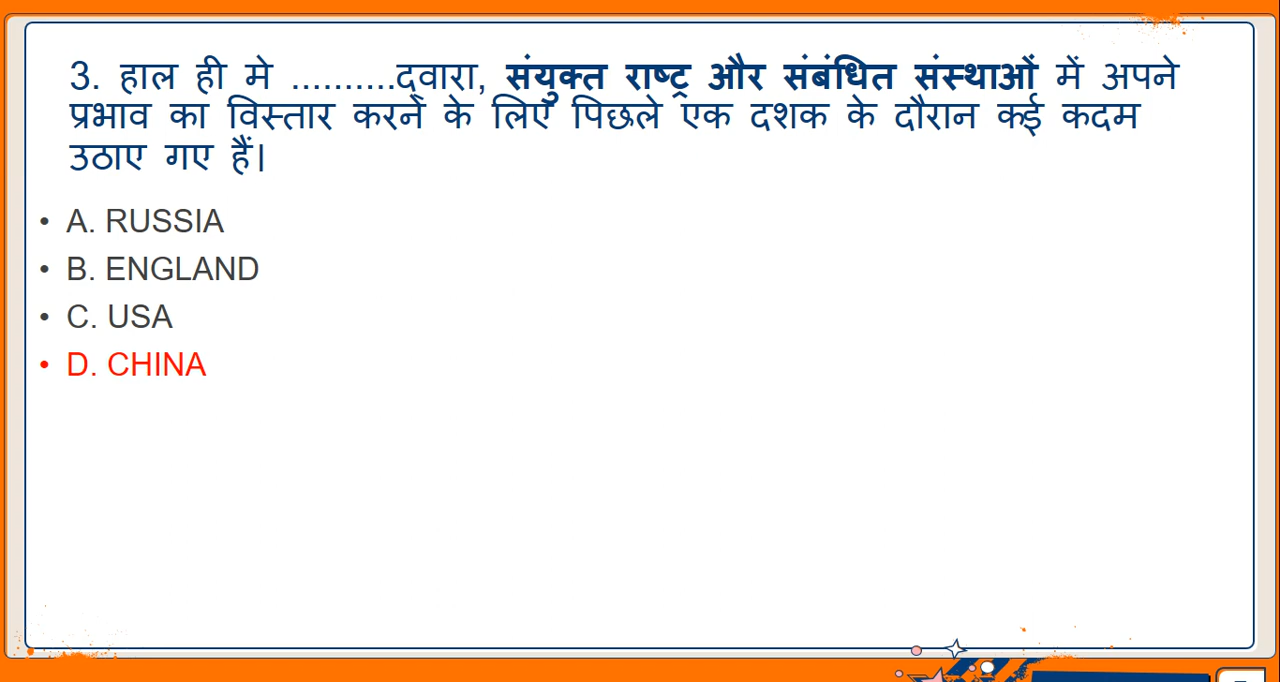 3. हाल ही मे ..........द्वारा, संयुक्त राष्ट्र और संबंधित संस्थाओं में अपने
प्रभाव का विस्तार करने के लिए पिछले एक दशक के दौरान कई कदम
उठाए गए हैं।
• A. RUSSIA
• B. ENGLAND
• C. USA
• D. CHINA